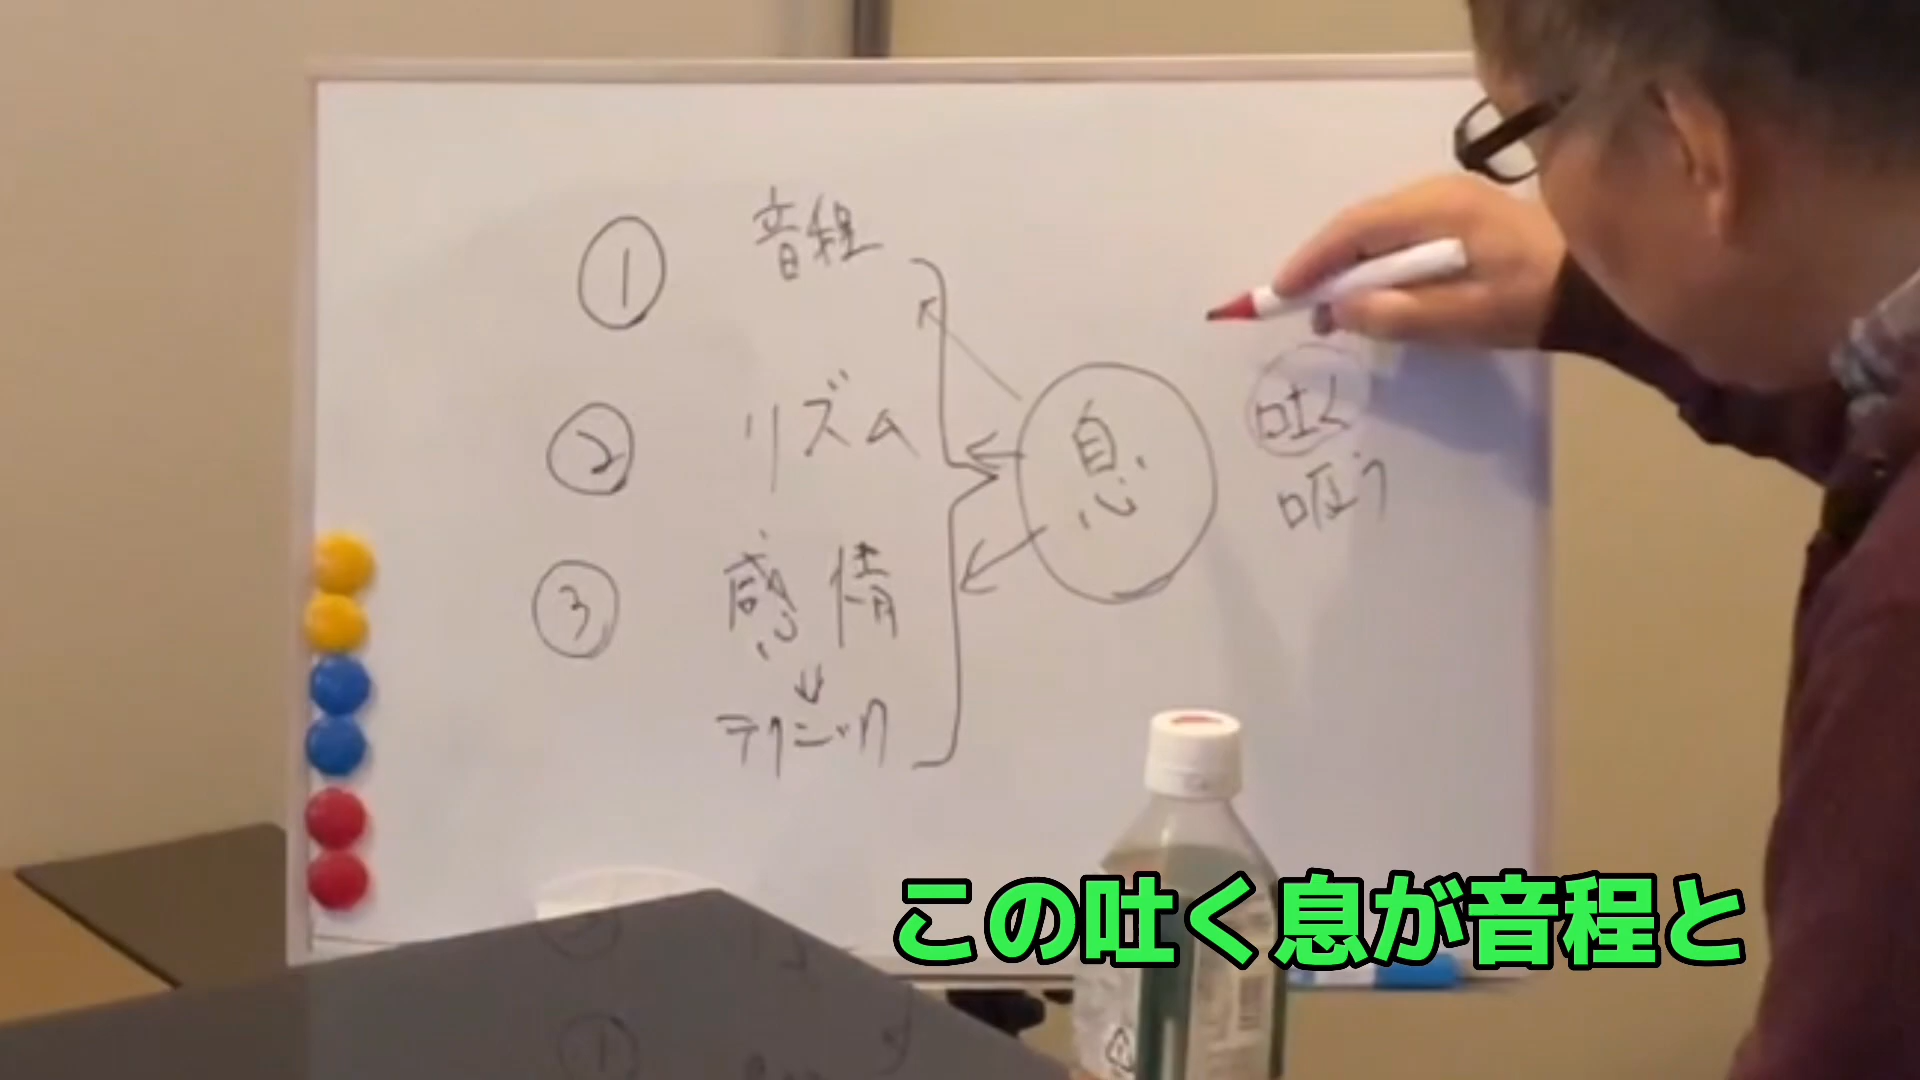 ① 音程
② リズム
③ 感情
↓
テクニック
息
吐く
吸う
この吐く息が音程と